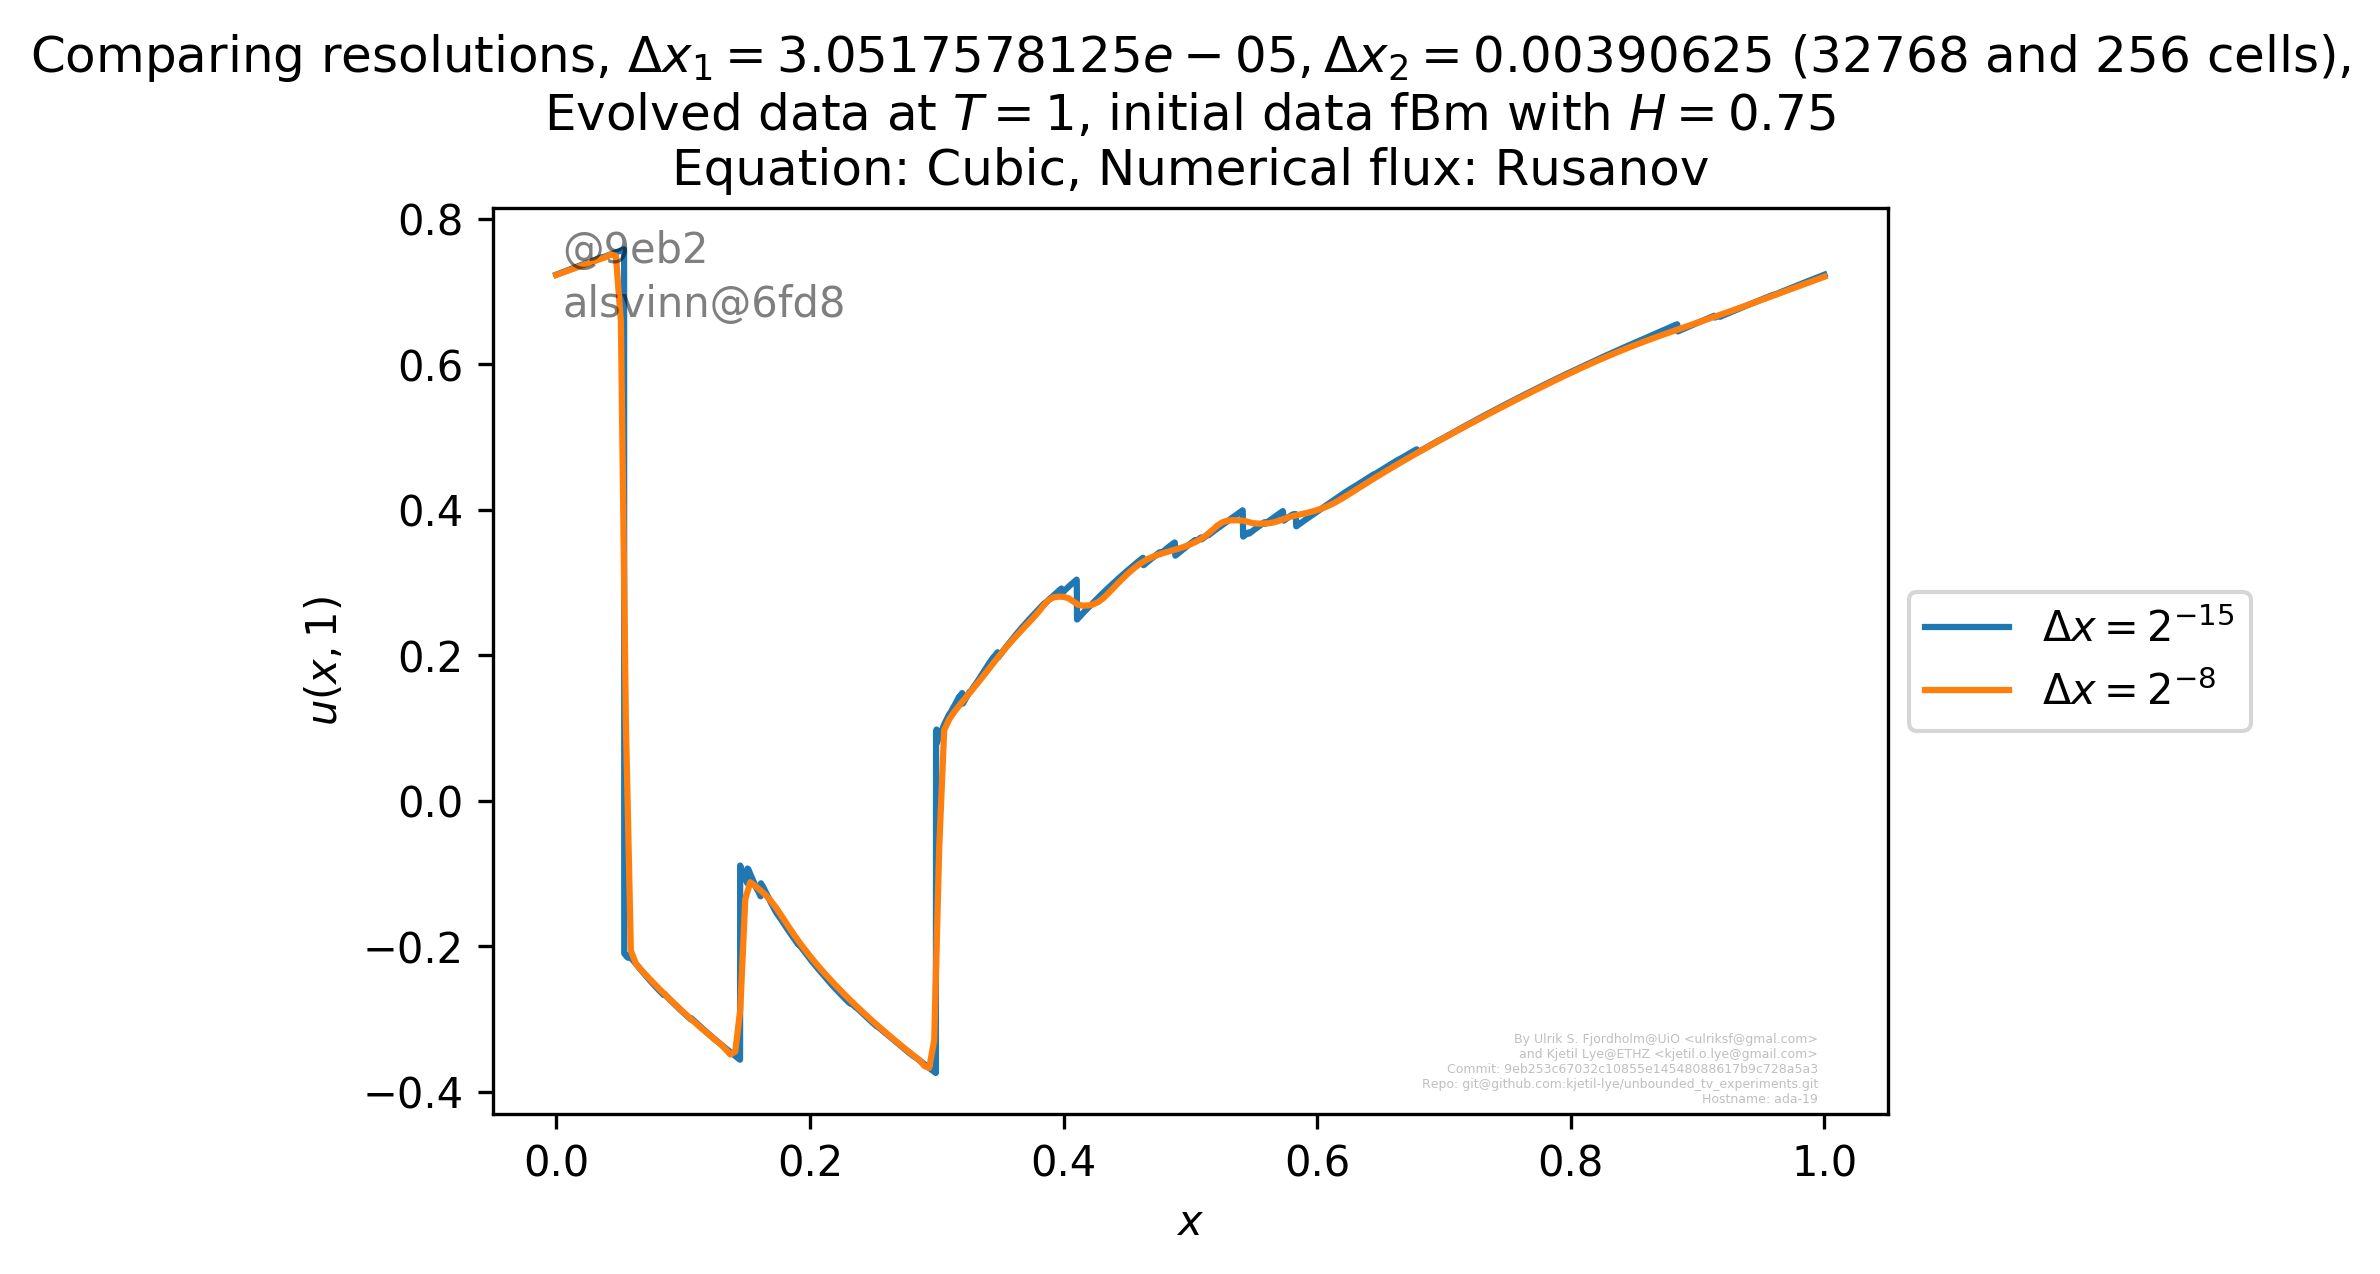 Comparing resolutions, Δx₁ = 3.0517578125e − 05, Δx₂ = 0.00390625 (32768 and 256 cells),
Evolved data at T = 1, initial data fBm with H = 0.75
Equation: Cubic, Numerical flux: Rusanov
@9eb2
alsvinn@6fd8
0.8
0.6
0.4
0.2
0.0
−0.2
−0.4
u(x, 1)
Δx = 2⁻¹⁵
Δx = 2⁻⁸
By Ulrik S. Fjordholm@UiO <ulriksf@gmal.com>
and Kjetil Lye@ETHZ <kjetil.o.lye@gmail.com>
Commit: 9eb253c67032c10855e14548088617b9c728a5a3
Repo: git@github.com:kjetil-lye/unbounded_tv_experiments.git
Hostname: ada-19
0.0 0.2 0.4 0.6 0.8 1.0
x